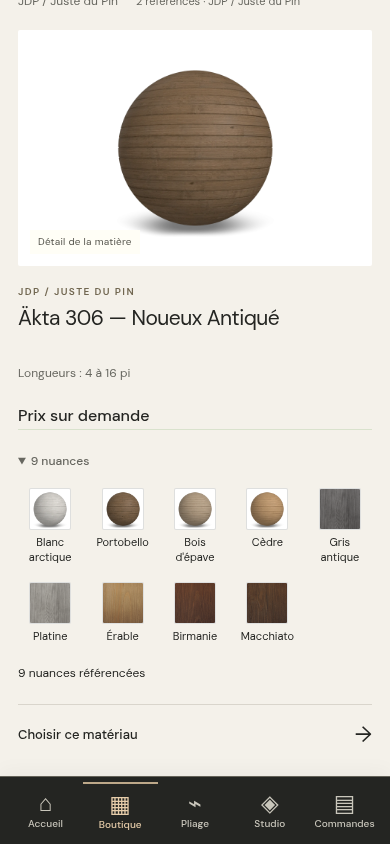 JDP / Juste du Pin 2 références · JDP / Juste du Pin
Détail de la matière
JDP / JUSTE DU PIN
Äkta 306 — Noueux Antiqué
Longueurs : 4 à 16 pi
Prix sur demande
▼ 9 nuances
Blanc arctique
Portobello
Bois d'épave
Cèdre
Gris antique
Platine
Érable
Birmanie
Macchiato
9 nuances référencées
Choisir ce matériau →
Accueil
Boutique
Pliage
Studio
Commandes